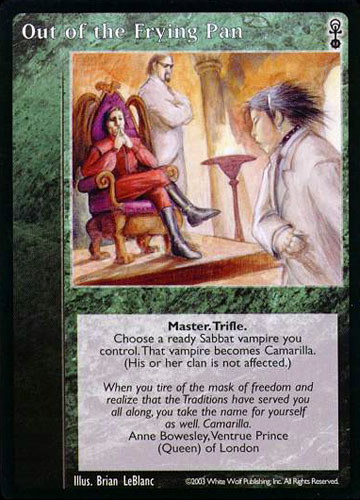 Out of the Frying Pan
Master. Trifle.
Choose a ready Sabbat vampire you
control. That vampire becomes Camarilla.
(His or her clan is not affected.)
When you tire of the mask of freedom and
realize that the Traditions have served you
all along, you take the name for yourself
as well. Camarilla.
Anne Bowesley, Ventrue Prince
(Queen) of London
Illus. Brian LeBlanc
©2003 White Wolf Publishing, Inc. All Rights Reserved.